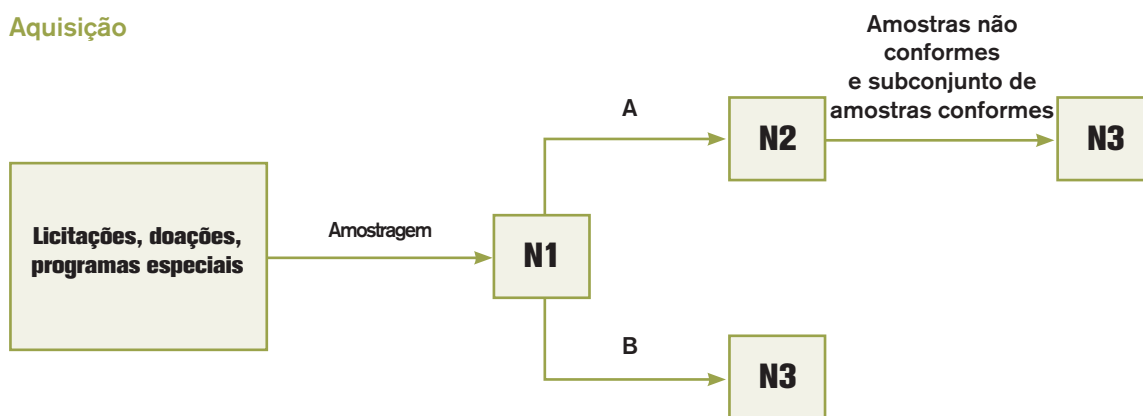 Aquisição
Amostras não
conformes
e subconjunto de
amostras conformes
A
N2
N3
Licitações, doações,
programas especiais
Amostragem
N1
B
N3